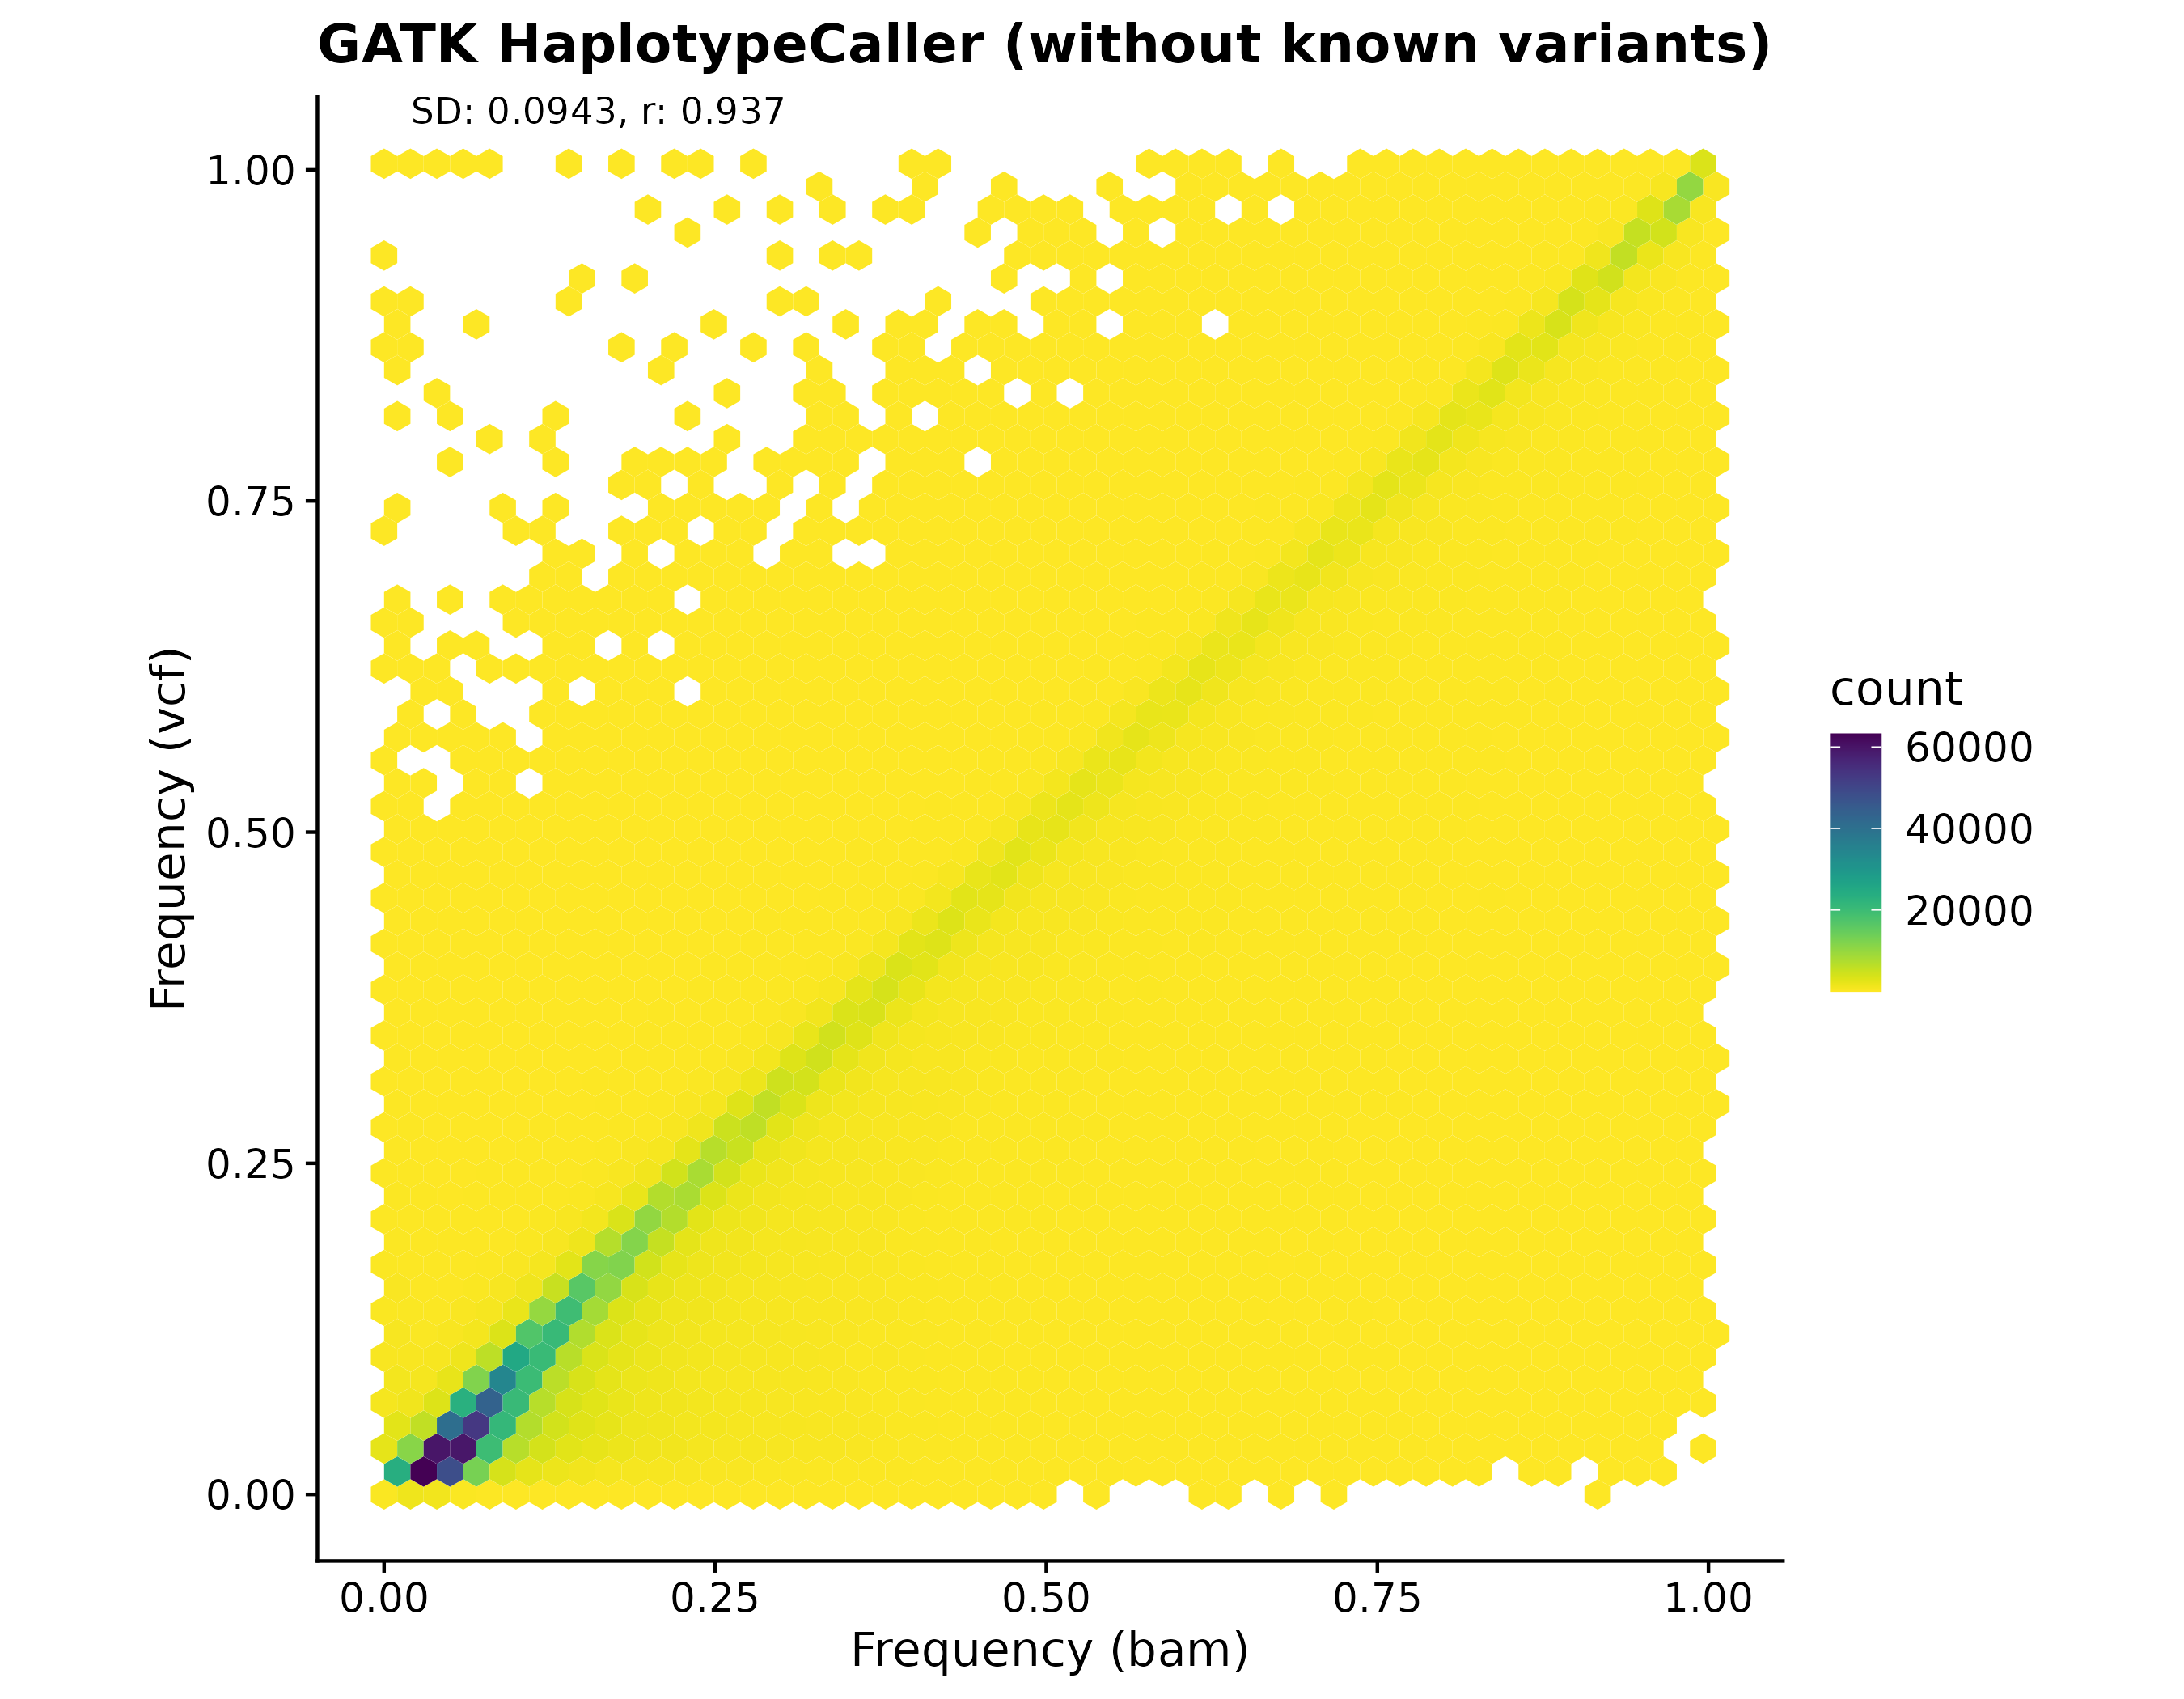 GATK HaplotypeCaller (without known variants)
SD: 0.0943, r: 0.937
1.00
0.75
0.50
0.25
0.00
Frequency (vcf)
0.00 0.25 0.50 0.75 1.00
Frequency (bam)
count
60000
40000
20000